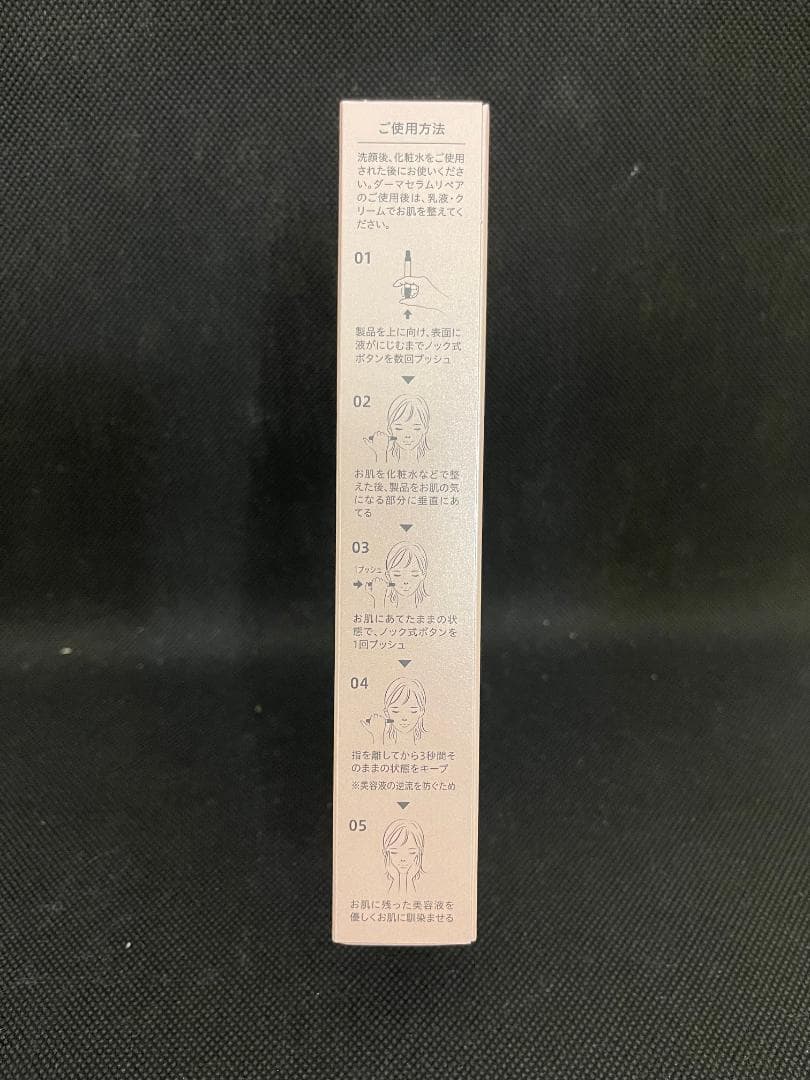 ご使用方法
洗顔後、化粧水をご使用
された後にお使いくださ
い。ダーマセラムリペア
のご使用後は、乳液・ク
リームでお肌を整えてく
ださい。
01
製品を上に向け、表面に
液がにじむまでノック式
ボタンを数回プッシュ
02
お肌を化粧水などで整
えた後、製品をお肌の気
になる部分に垂直にあ
てる
03
1プッシュ
お肌にあてたままの状
態で、ノック式ボタンを
1回プッシュ
04
指を離してから3秒間そ
のままの状態をキープ
※美容液の逆流を防ぐため
05
お肌に残った美容液を
優しくお肌に馴染ませる